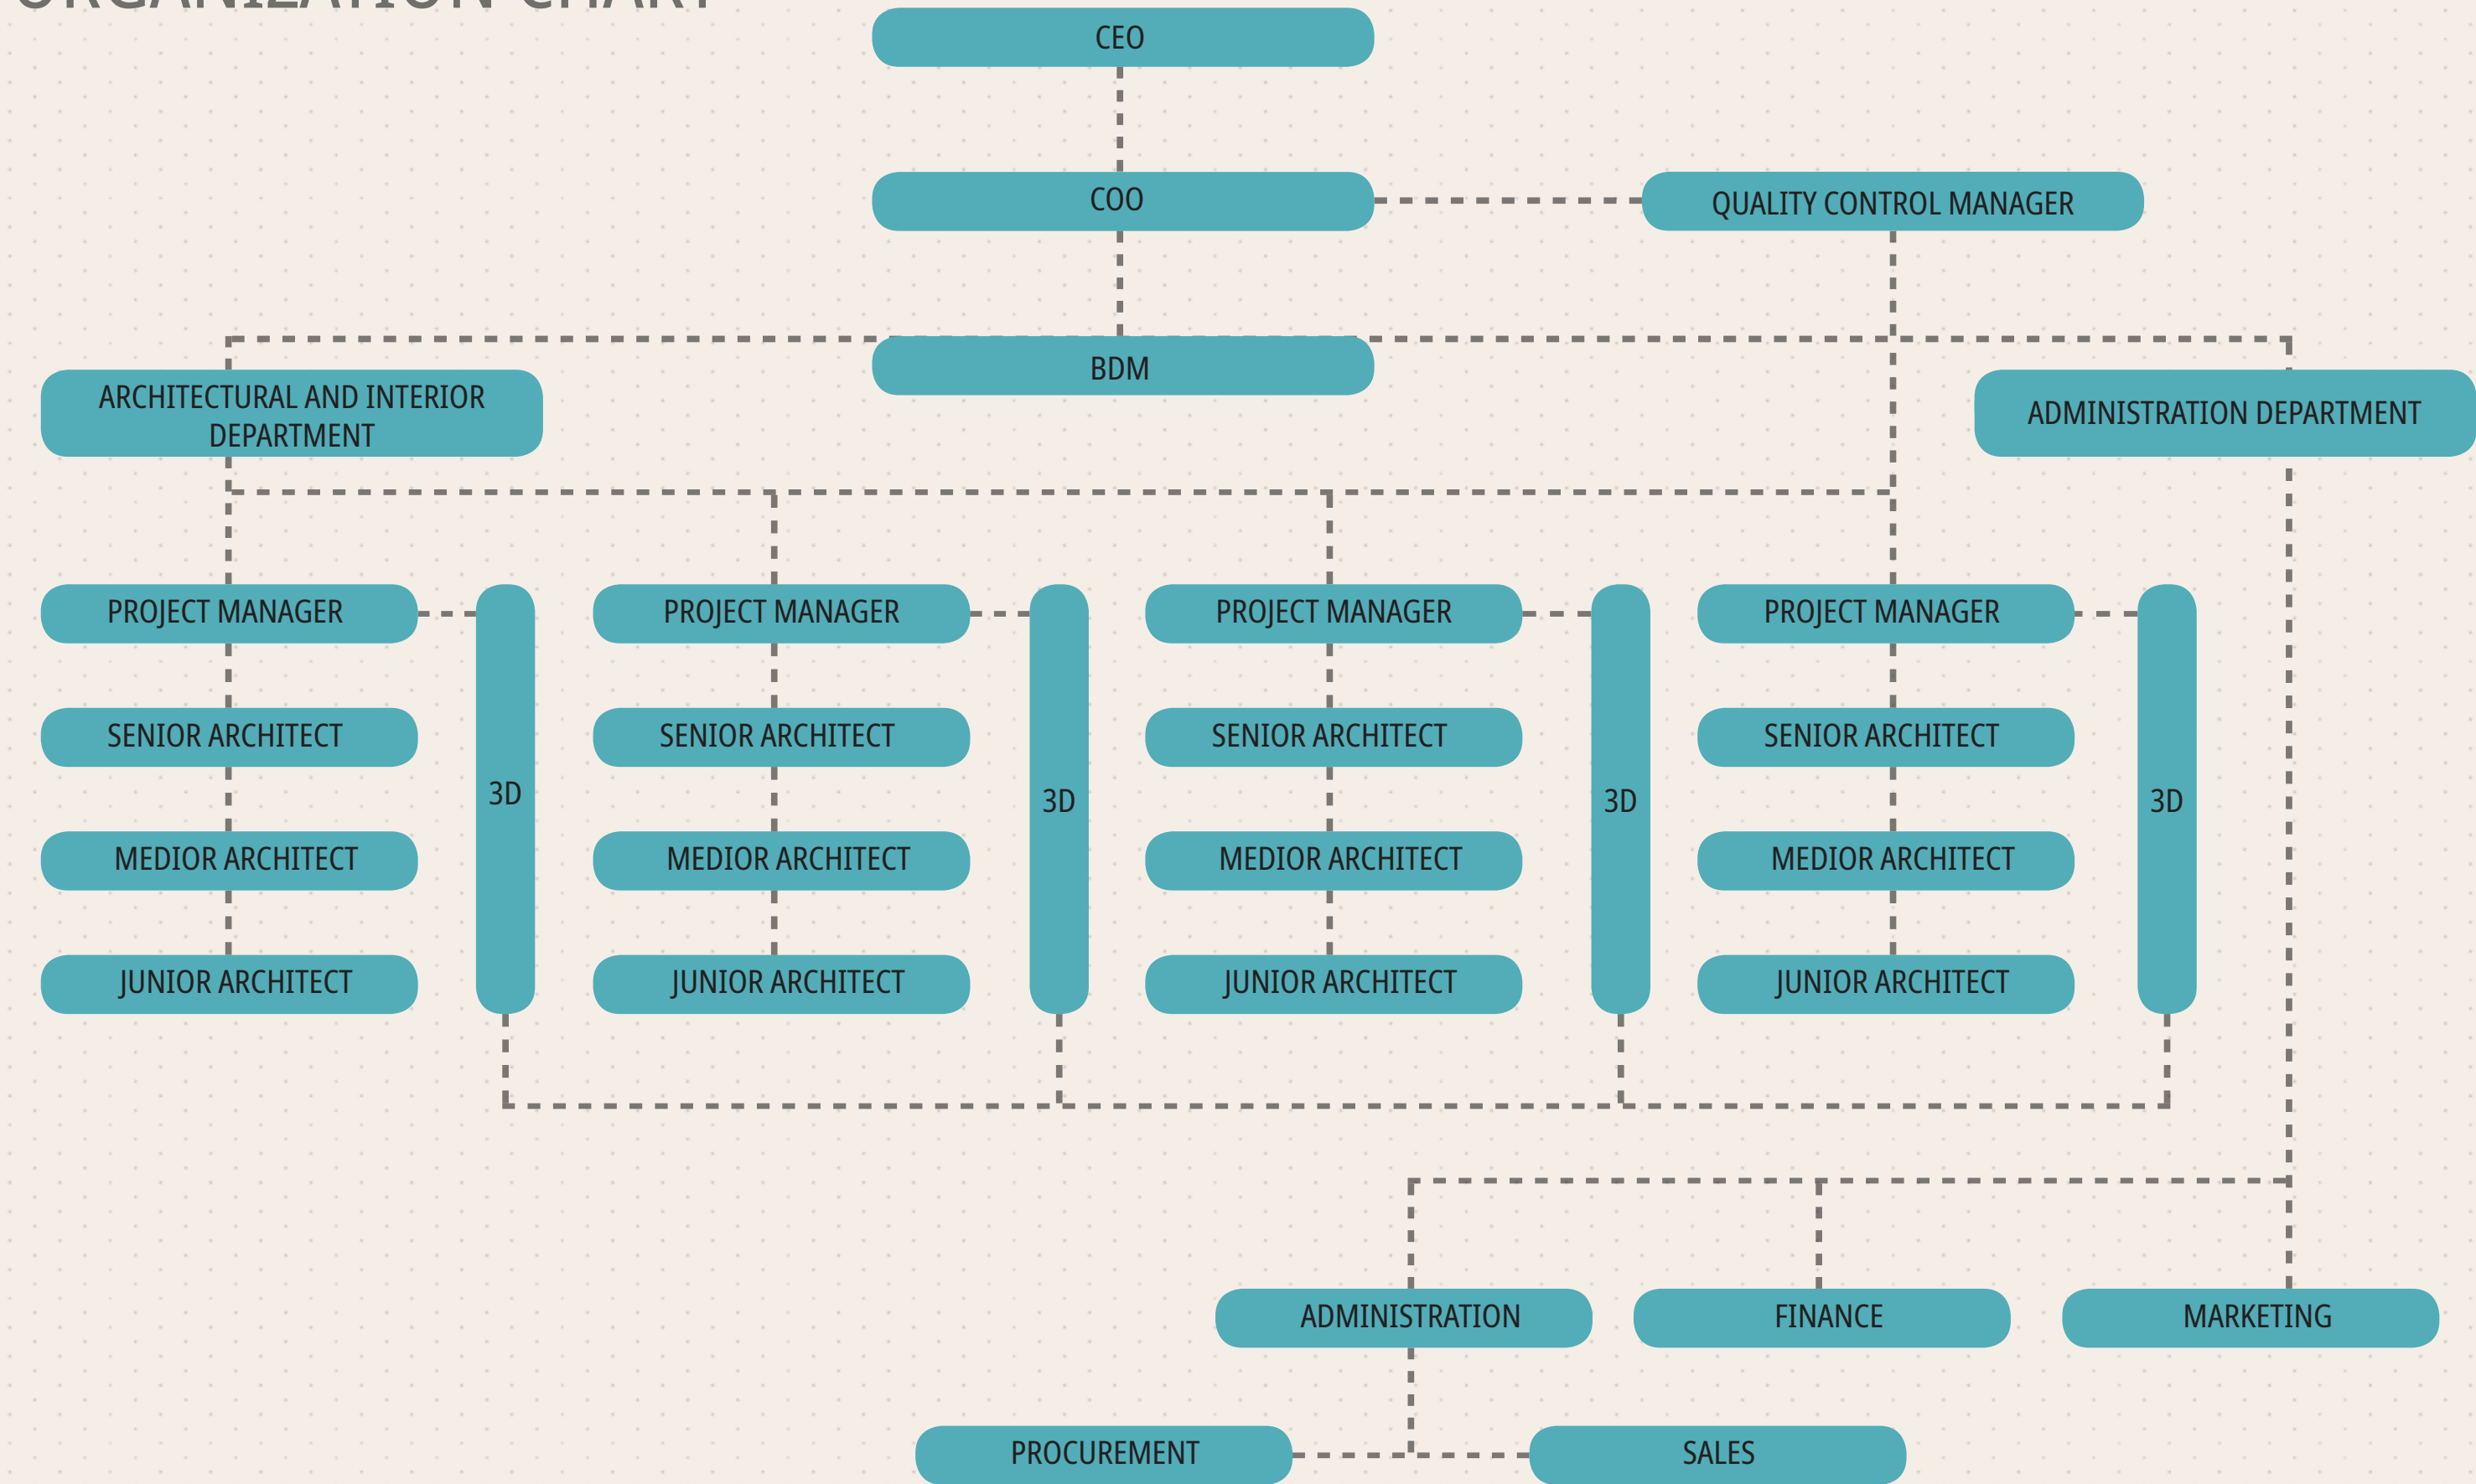 ORGANIZATION CHART
CEO
COO
QUALITY CONTROL MANAGER
BDM
ARCHITECTURAL AND INTERIOR
DEPARTMENT
ADMINISTRATION DEPARTMENT
PROJECT MANAGER
PROJECT MANAGER
PROJECT MANAGER
PROJECT MANAGER
SENIOR ARCHITECT
SENIOR ARCHITECT
SENIOR ARCHITECT
SENIOR ARCHITECT
3D
3D
3D
3D
MEDIOR ARCHITECT
MEDIOR ARCHITECT
MEDIOR ARCHITECT
MEDIOR ARCHITECT
JUNIOR ARCHITECT
JUNIOR ARCHITECT
JUNIOR ARCHITECT
JUNIOR ARCHITECT
ADMINISTRATION
FINANCE
MARKETING
PROCUREMENT
SALES